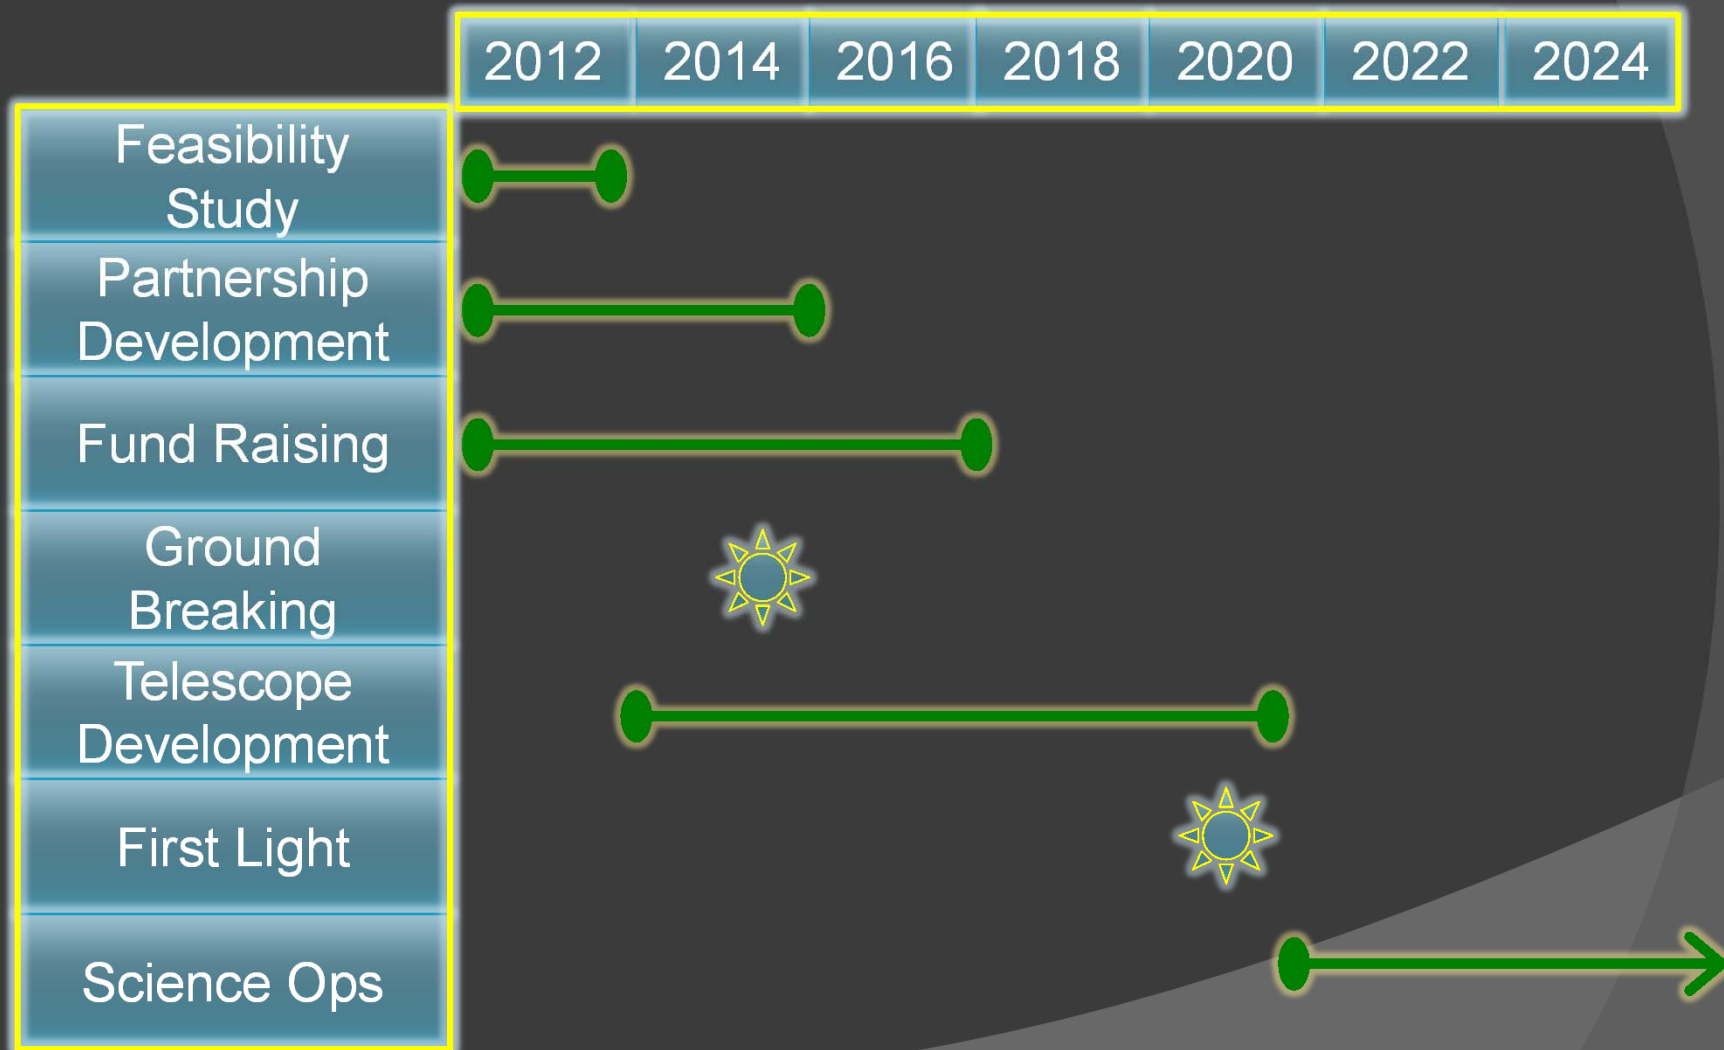 2012 2014 2016 2018 2020 2022 2024
Feasibility
Study
Partnership
Development
Fund Raising
Ground
Breaking
Telescope
Development
First Light
Science Ops